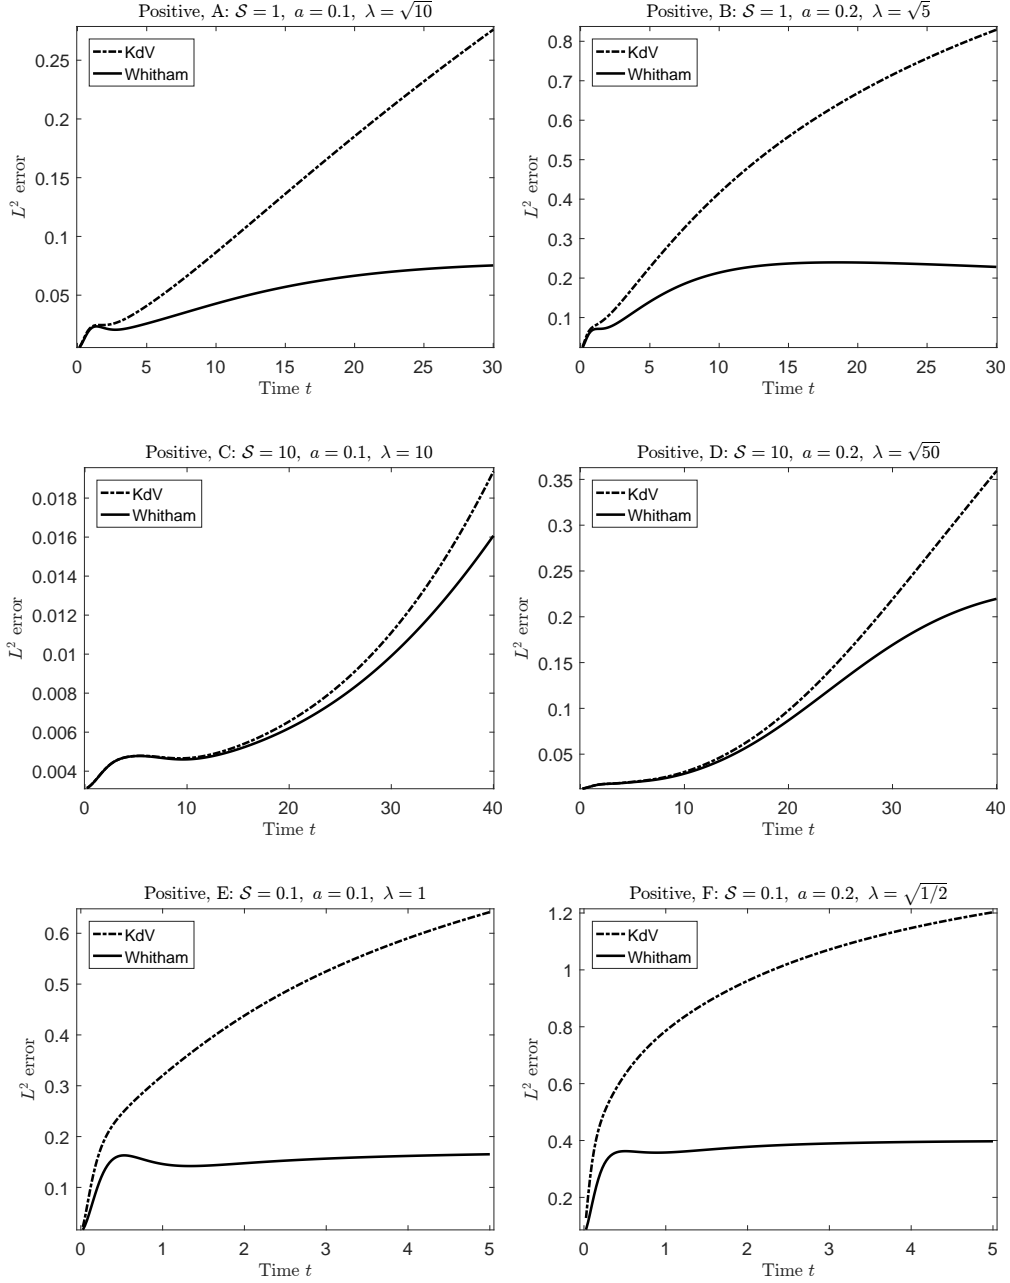 Positive, A: 𝒮 = 1, a = 0.1, λ = √10
KdV
Whitham
0.25
0.2
0.15
0.1
0.05
L² error
0 5 10 15 20 25 30
Time t
Positive, B: 𝒮 = 1, a = 0.2, λ = √5
KdV
Whitham
0.8
0.7
0.6
0.5
0.4
0.3
0.2
0.1
L² error
0 5 10 15 20 25 30
Time t
Positive, C: 𝒮 = 10, a = 0.1, λ = 10
KdV
Whitham
0.018
0.016
0.014
0.012
0.01
0.008
0.006
0.004
L² error
0 10 20 30 40
Time t
Positive, D: 𝒮 = 10, a = 0.2, λ = √50
KdV
Whitham
0.35
0.3
0.25
0.2
0.15
0.1
0.05
L² error
0 10 20 30 40
Time t
Positive, E: 𝒮 = 0.1, a = 0.1, λ = 1
KdV
Whitham
0.6
0.5
0.4
0.3
0.2
0.1
L² error
0 1 2 3 4 5
Time t
Positive, F: 𝒮 = 0.1, a = 0.2, λ = √1/2
KdV
Whitham
1.2
1
0.8
0.6
0.4
0.2
L² error
0 1 2 3 4 5
Time t